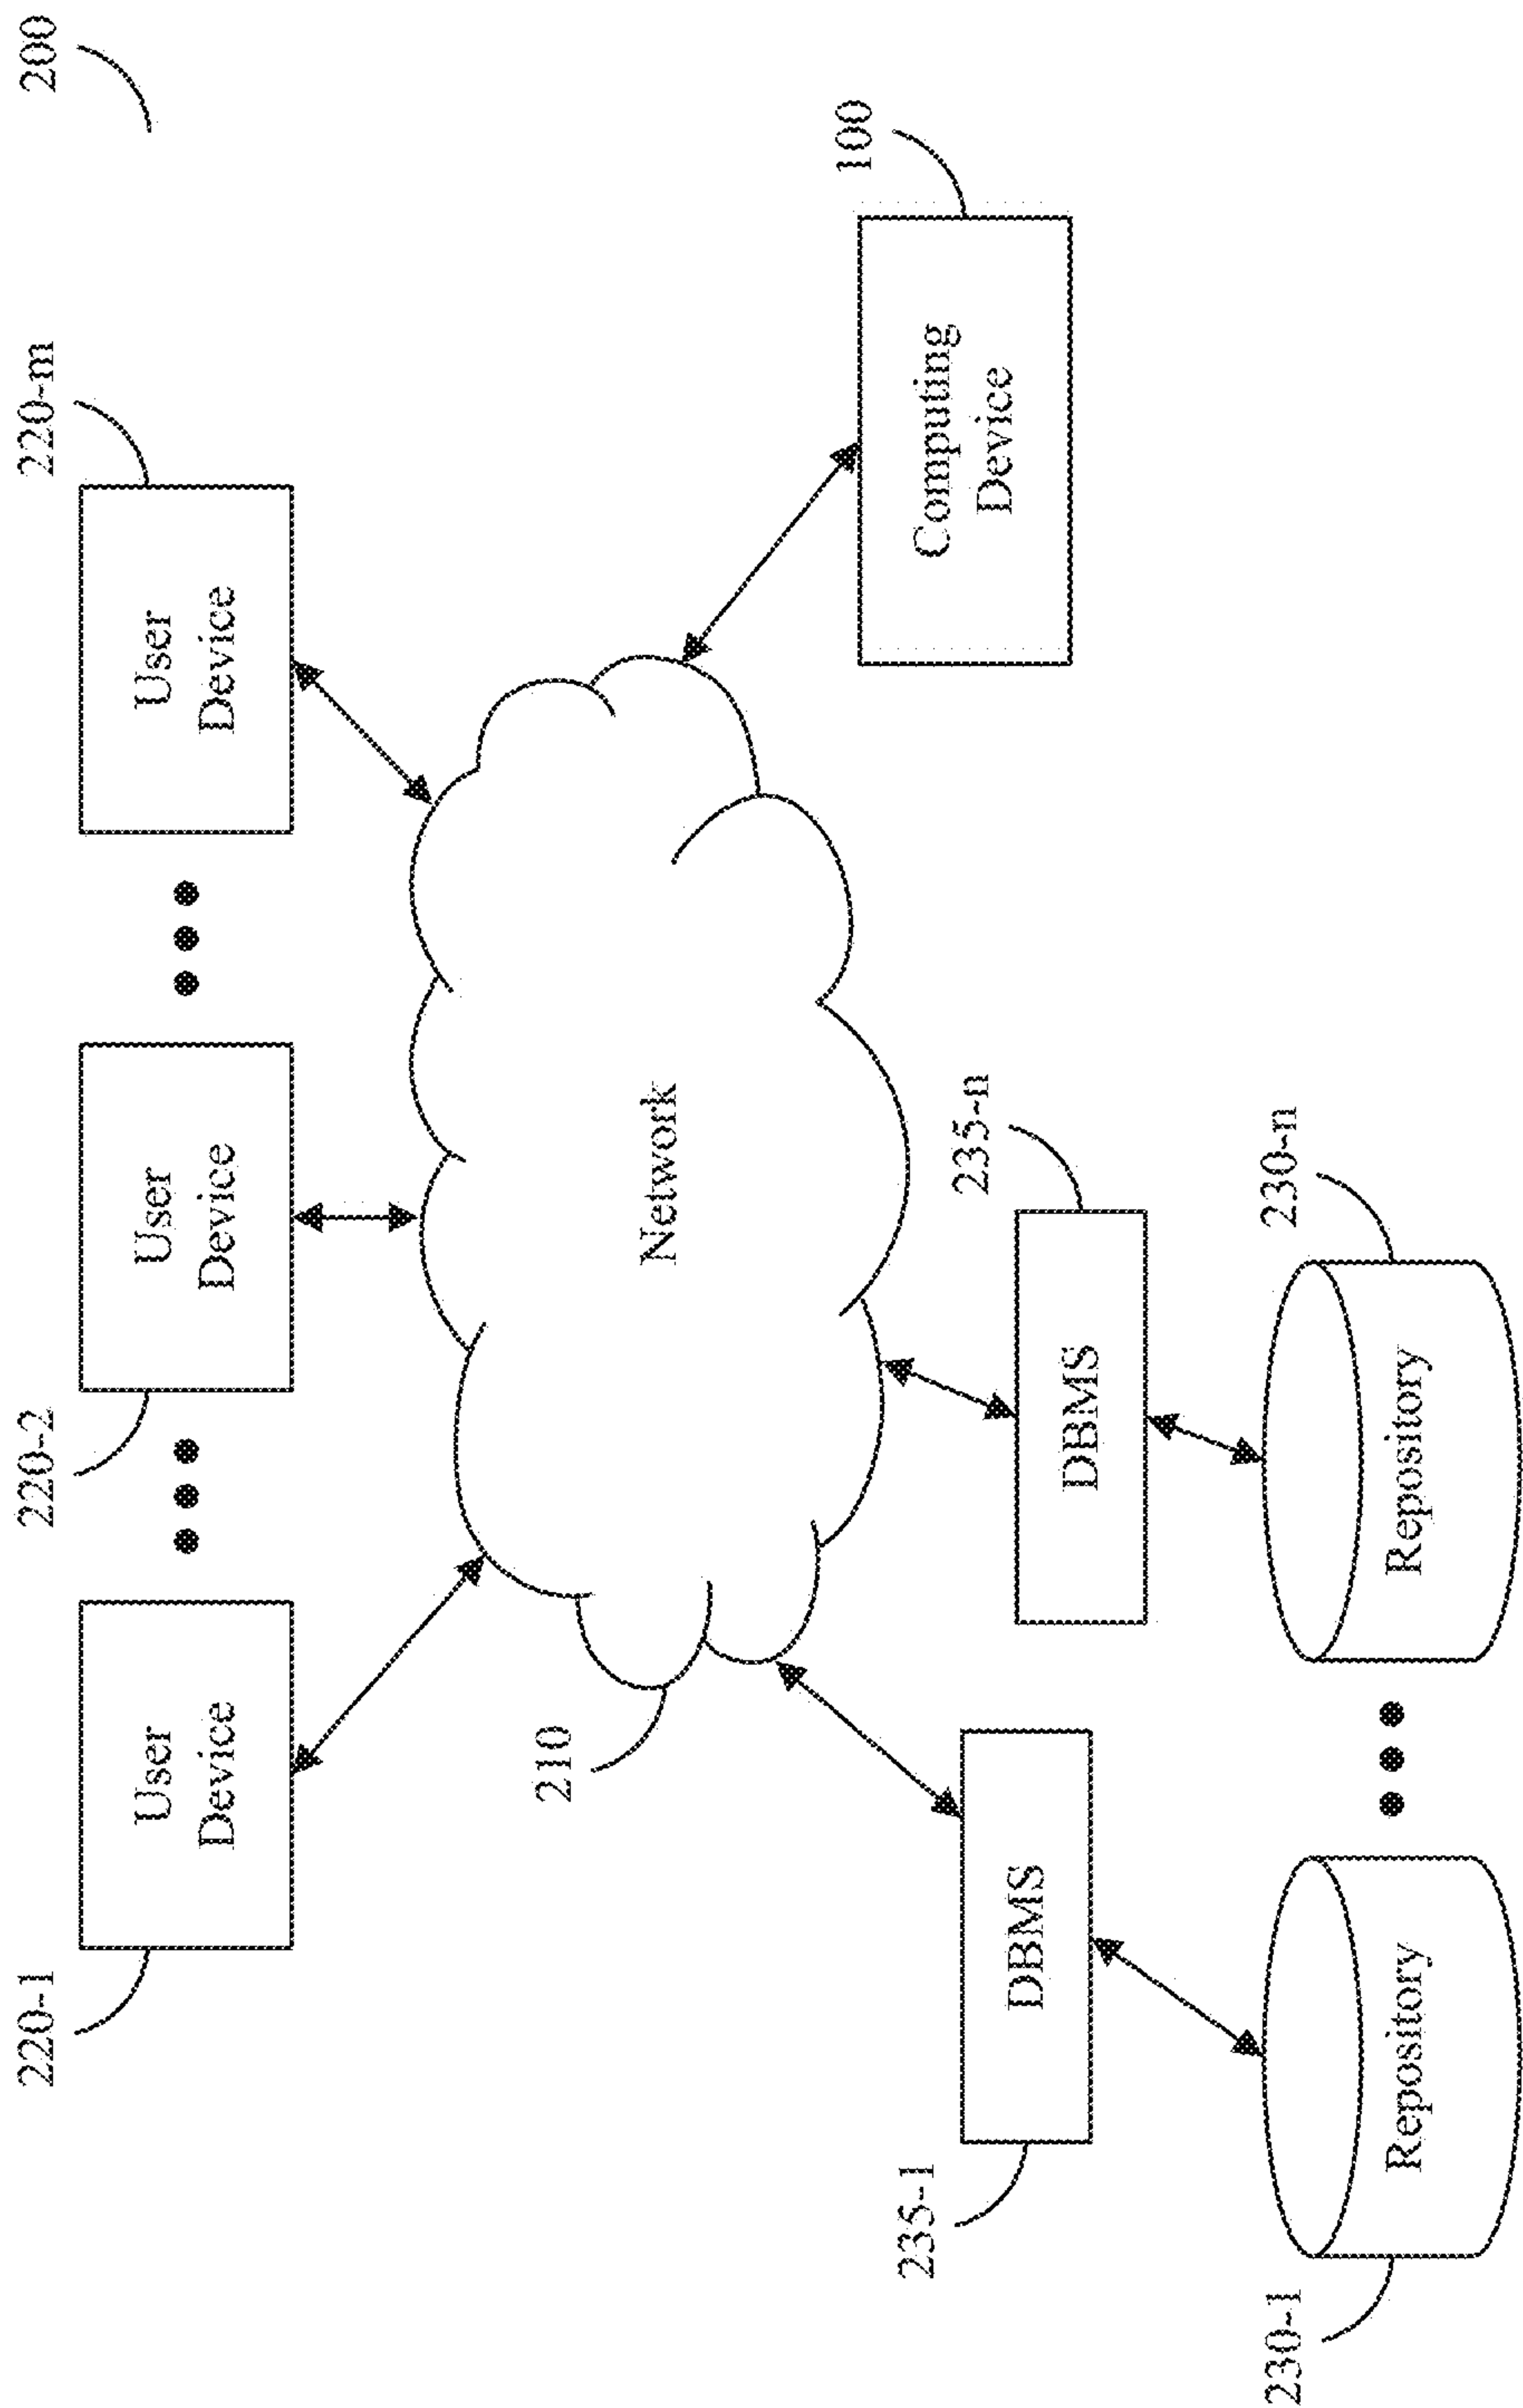 200
220-1
User
Device
220-2
User
Device
220-m
User
Device
210
Network
100
Computing
Device
235-1
DBMS
235-n
DBMS
230-1
Repository
230-n
Repository